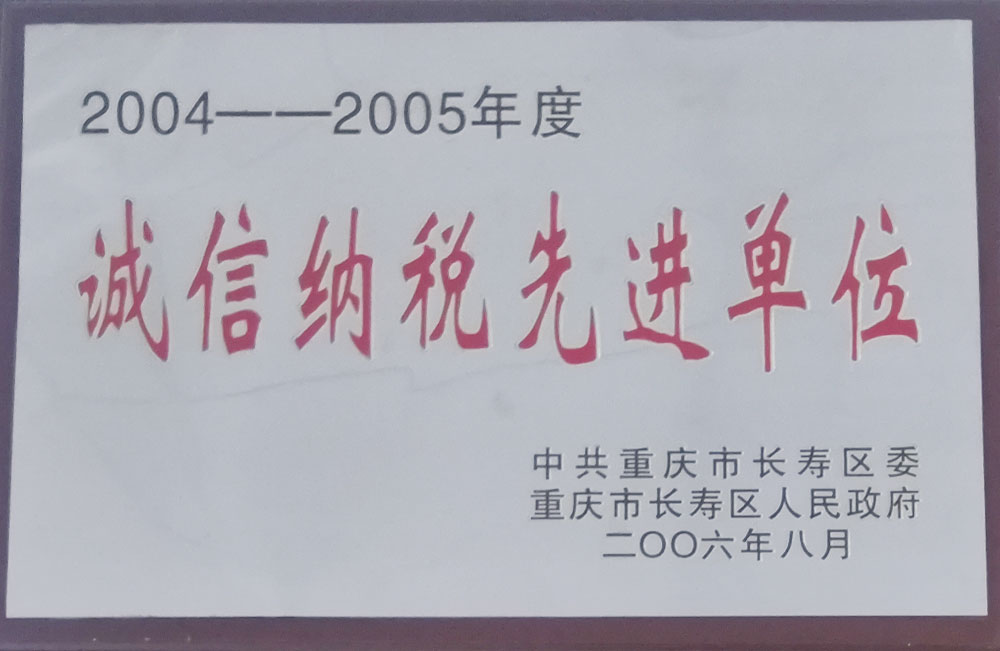 2004——2005年度
诚信纳税先进单位
中共重庆市长寿区委
重庆市长寿区人民政府
二〇〇六年八月